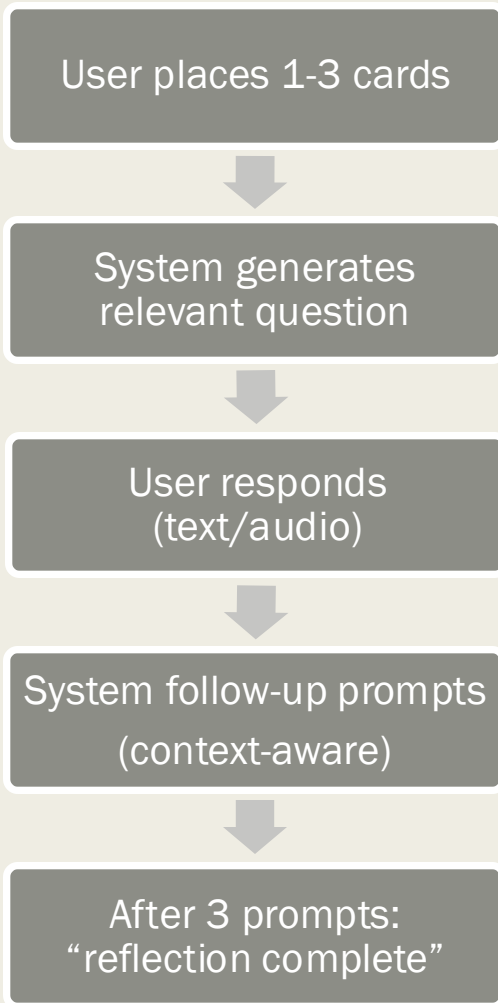 User places 1-3 cards
System generates
relevant question
User responds
(text/audio)
System follow-up prompts
(context-aware)
After 3 prompts:
“reflection complete”